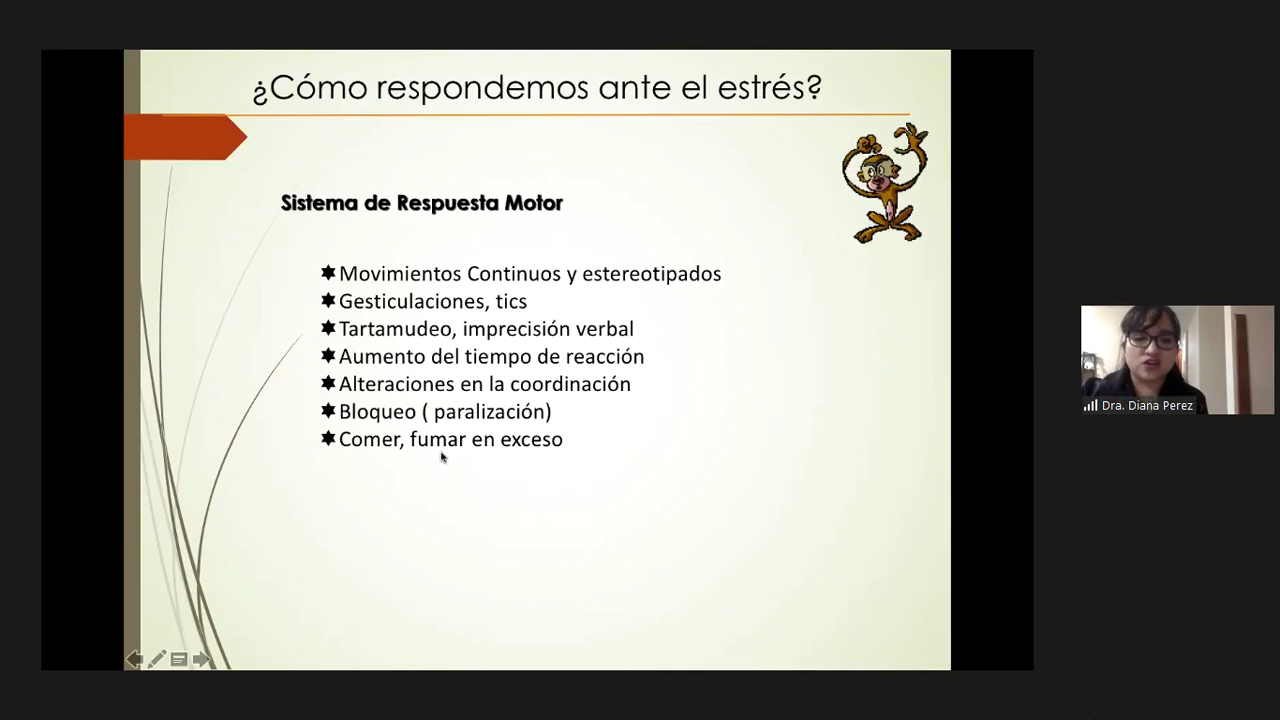 ¿Cómo respondemos ante el estrés?
Sistema de Respuesta Motor
Movimientos Continuos y estereotipados
Gesticulaciones, tics
Tartamudeo, imprecisión verbal
Aumento del tiempo de reacción
Alteraciones en la coordinación
Bloqueo ( paralización)
Comer, fumar en exceso
Dra. Diana Perez